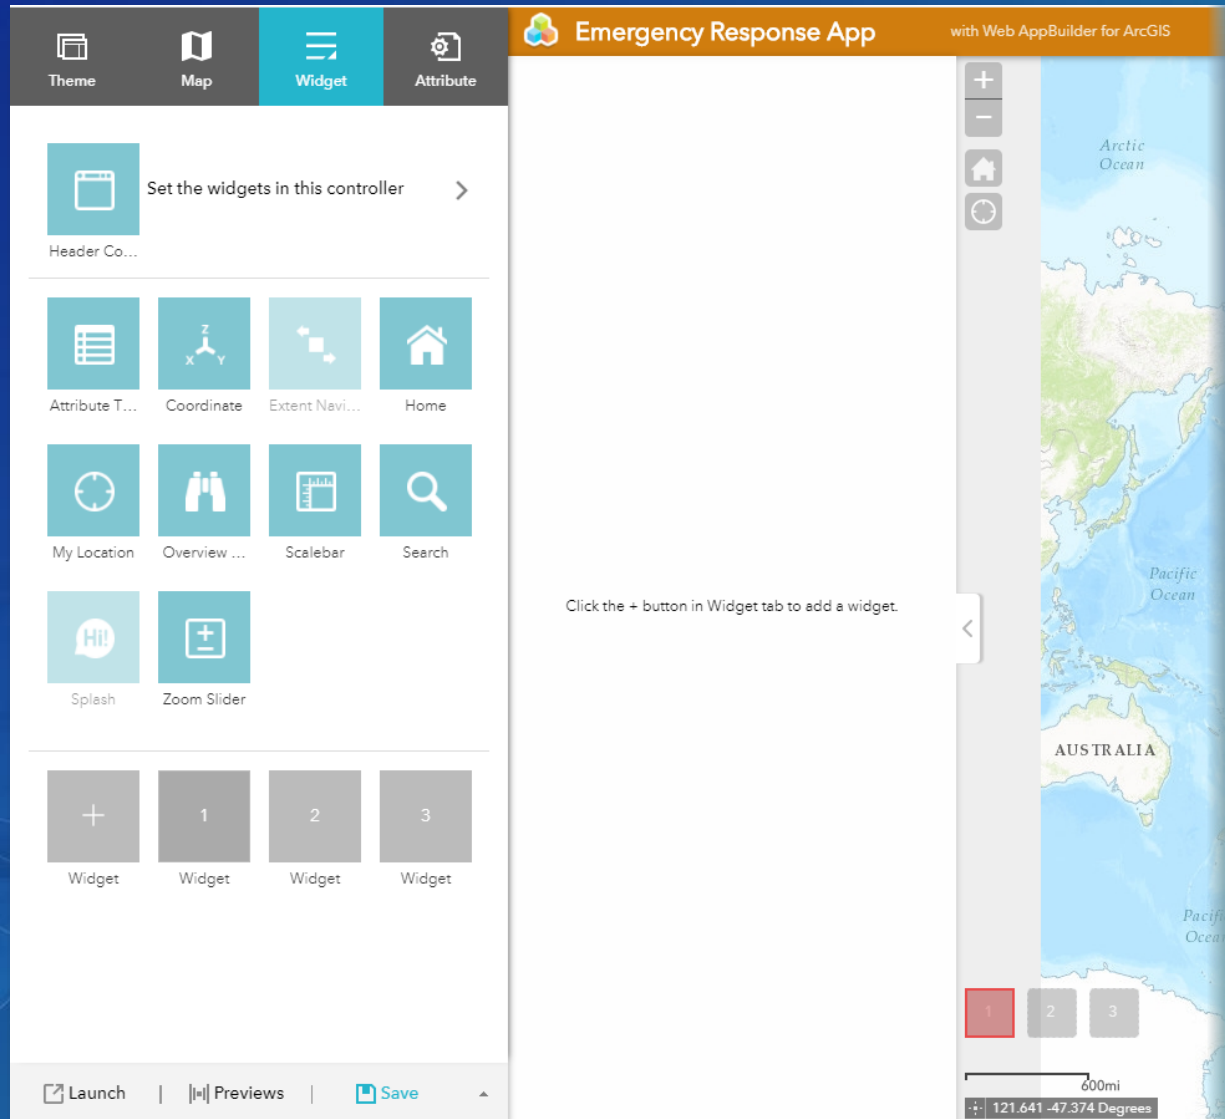 Theme
Map
Widget
Attribute
Emergency Response App
with Web AppBuilder for ArcGIS
Set the widgets in this controller
Header Co...
Attribute T...
Coordinate
Extent Navi...
Home
My Location
Overview ...
Scalebar
Search
Hi!
Splash
Zoom Slider
1
2
3
Widget
Widget
Widget
Widget
Launch
|
Previews
|
Save
Click the + button in Widget tab to add a widget.
Arctic
Ocean
Pacific
Ocean
AUSTRALIA
Pacifi
Ocea
1
2
3
600mi
121.641 -47.374 Degrees